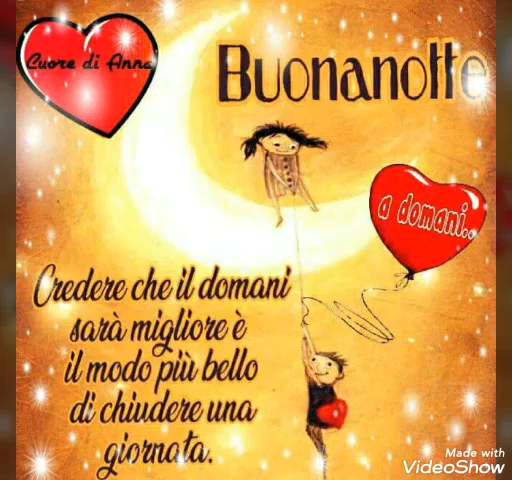 Cuore di Anna
Buonanotte
a domani..
Credere che il domani
sarà migliore è
il modo più bello
di chiudere una
giornata.
Made with
VideoShow